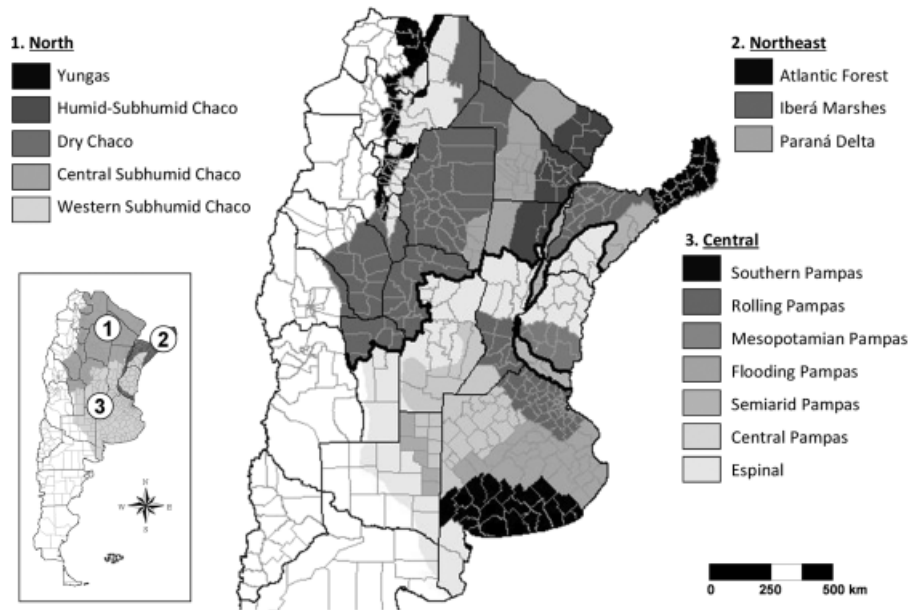 1. North
Yungas
Humid-Subhumid Chaco
Dry Chaco
Central Subhumid Chaco
Western Subhumid Chaco
2. Northeast
Atlantic Forest
Iberá Marshes
Paraná Delta
3. Central
Southern Pampas
Rolling Pampas
Mesopotamian Pampas
Flooding Pampas
Semiarid Pampas
Central Pampas
Espinal
1
2
3
N
W E
S
0 250 500 km